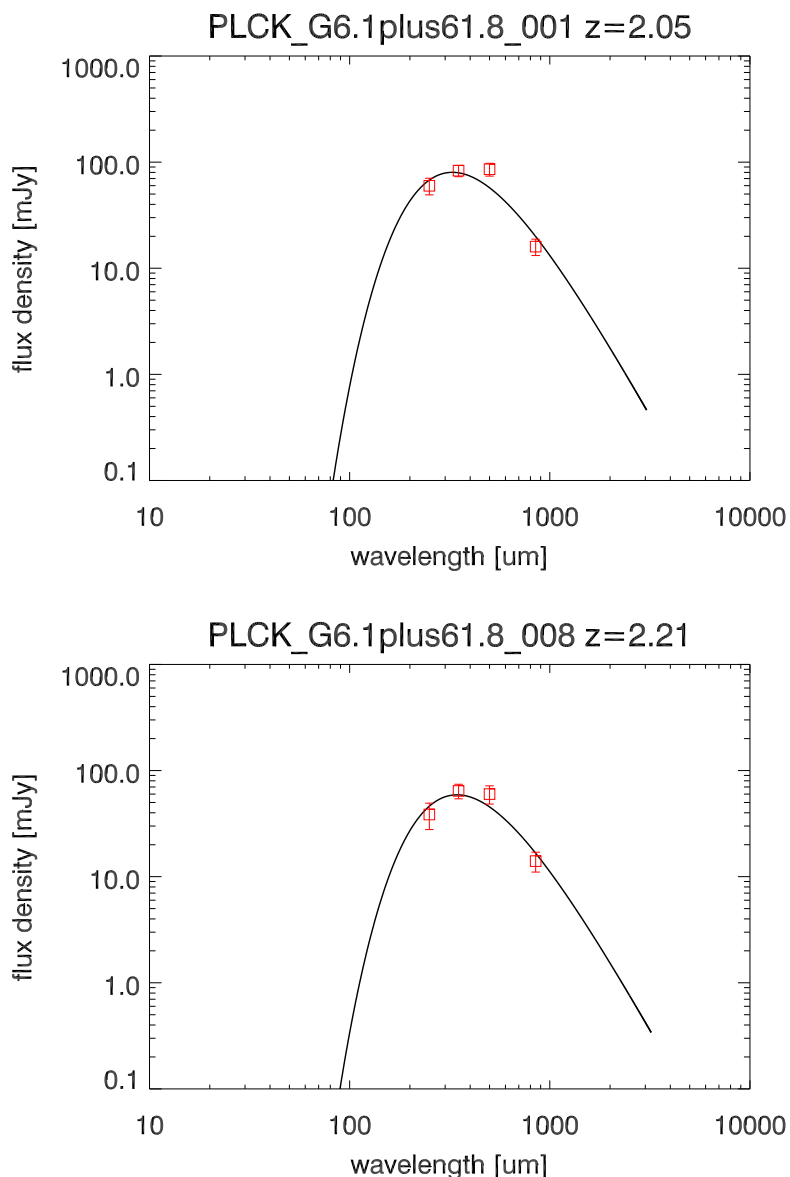 PLCK_G6.1plus61.8_001 z=2.05
1000.0
100.0
10.0
1.0
0.1
flux density [mJy]
10 100 1000 10000
wavelength [um]
PLCK_G6.1plus61.8_008 z=2.21
1000.0
100.0
10.0
1.0
0.1
flux density [mJy]
10 100 1000 10000
wavelength [um]